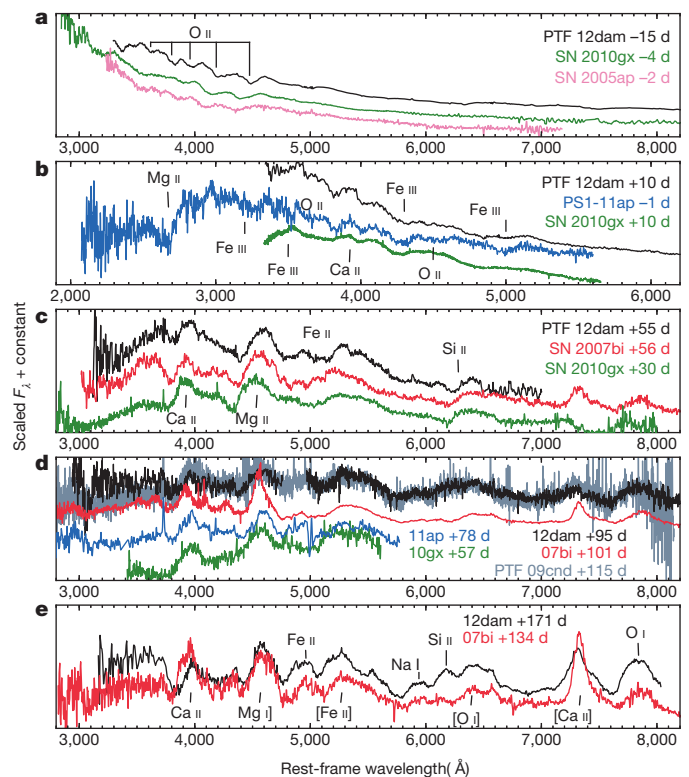 a
O II
PTF 12dam –15 d
SN 2010gx –4 d
SN 2005ap –2 d
3,000 4,000 5,000 6,000 7,000 8,000
b
Mg II
Fe III
O II
Fe III
Fe III
Ca II
O II
Fe III
PTF 12dam +10 d
PS1-11ap –1 d
SN 2010gx +10 d
2,000 3,000 4,000 5,000 6,000
Scaled Fλ + constant
c
Fe II
Si II
PTF 12dam +55 d
SN 2007bi +56 d
SN 2010gx +30 d
Ca II
Mg II
3,000 4,000 5,000 6,000 7,000 8,000
d
11ap +78 d
10gx +57 d
12dam +95 d
07bi +101 d
PTF 09cnd +115 d
3,000 4,000 5,000 6,000 7,000 8,000
e
12dam +171 d
07bi +134 d
Fe II
Na I
Si II
O I
Ca II
Mg I]
[Fe II]
[O I]
[Ca II]
3,000 4,000 5,000 6,000 7,000 8,000
Rest-frame wavelength( Å)